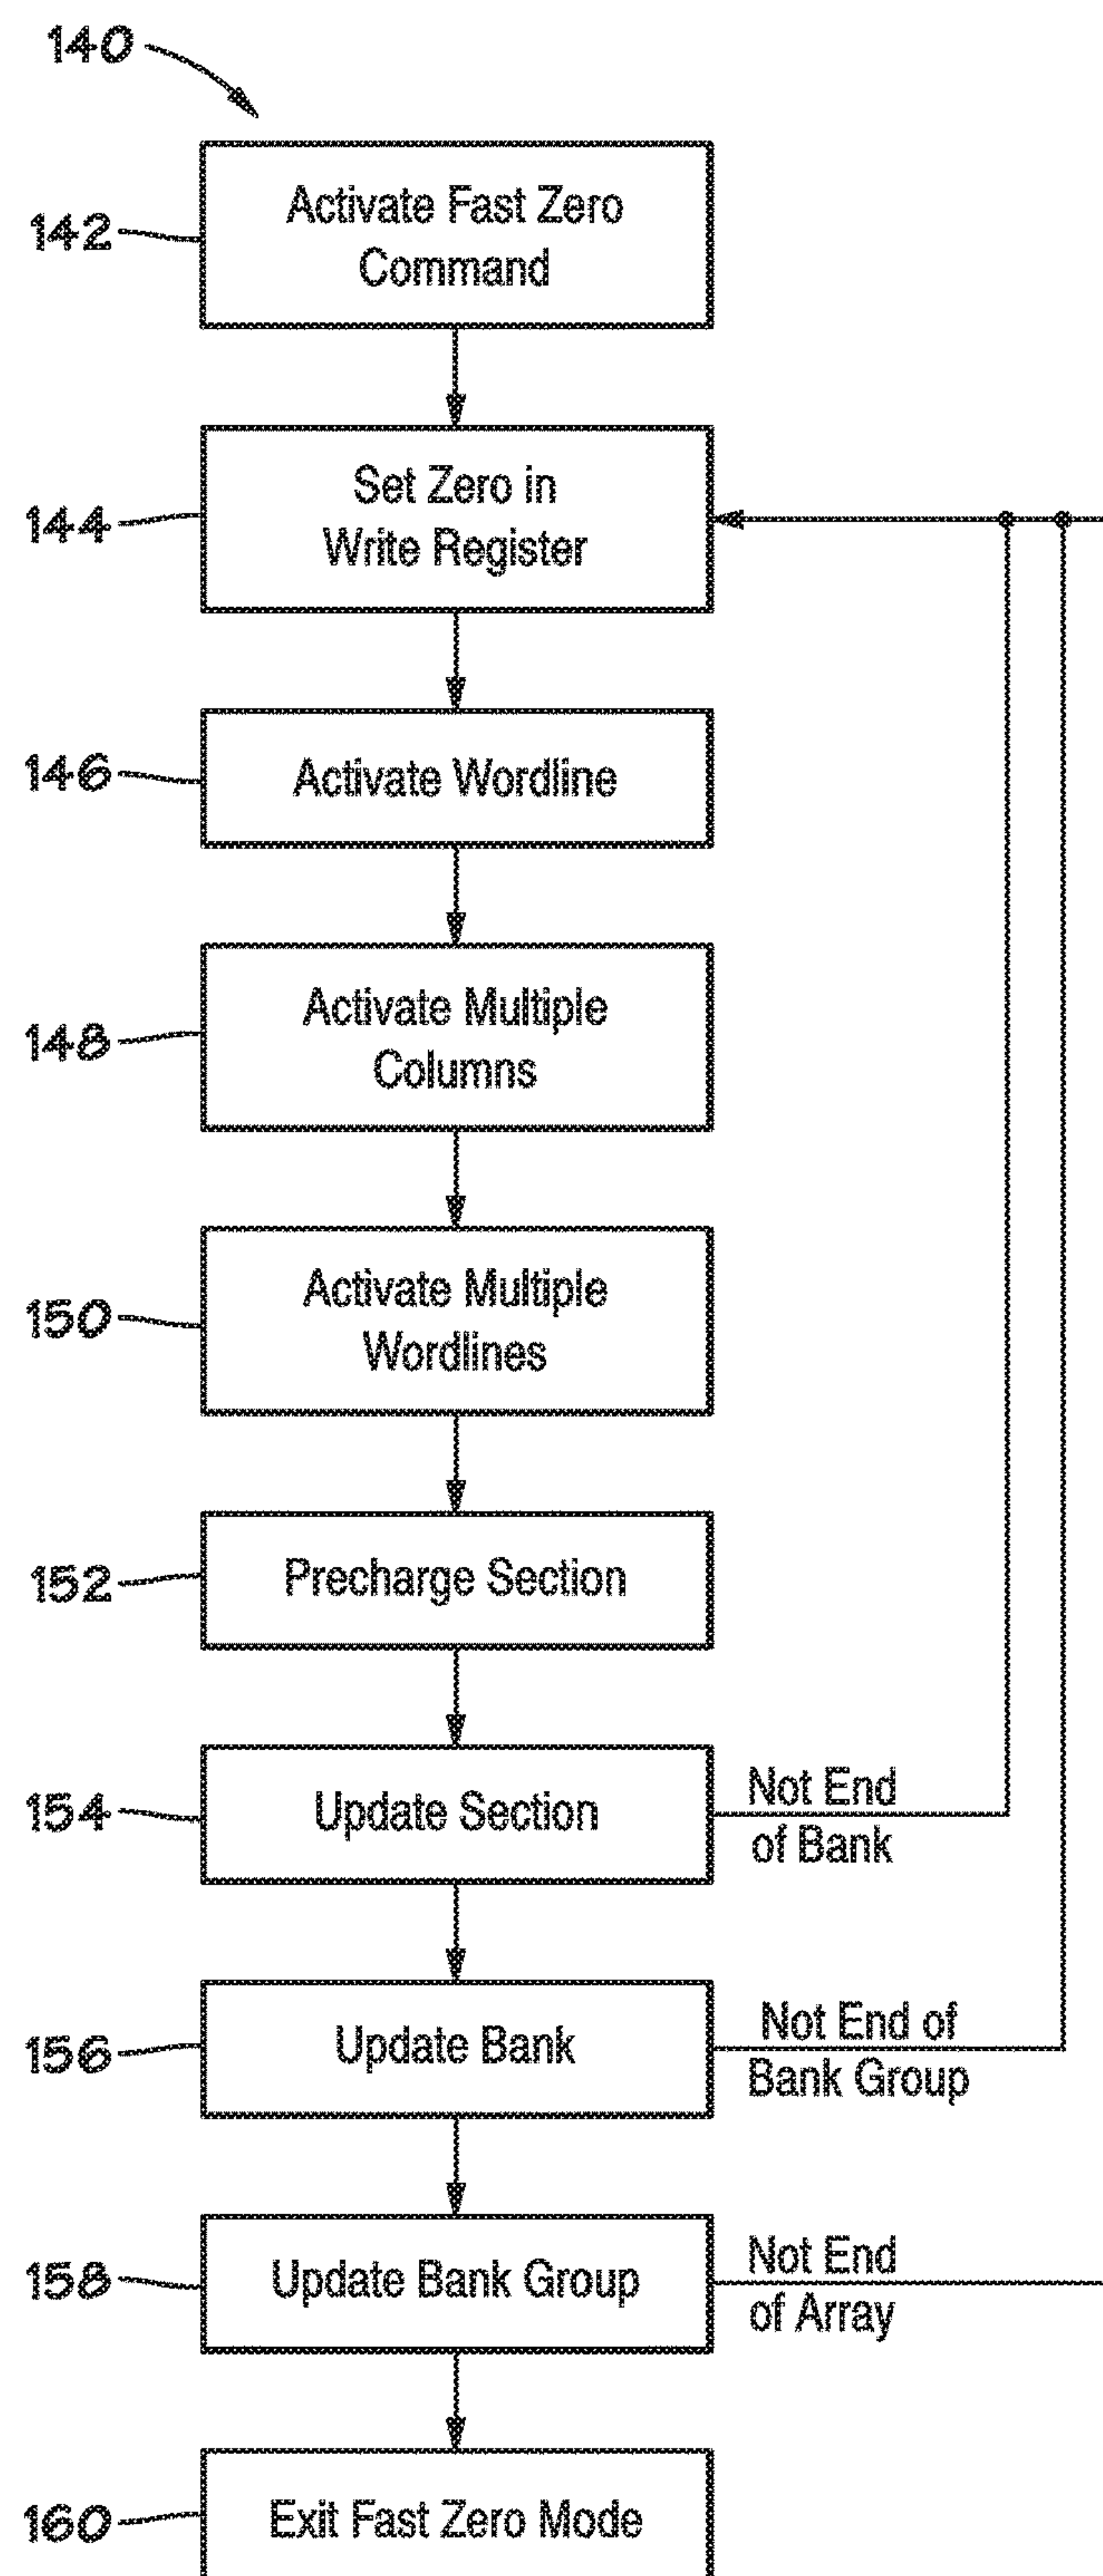 140
142
Activate Fast Zero
Command
144
Set Zero in
Write Register
146
Activate Wordline
148
Activate Multiple
Columns
150
Activate Multiple
Wordlines
152
Precharge Section
154
Update Section
Not End
of Bank
156
Update Bank
Not End of
Bank Group
158
Update Bank Group
Not End
of Array
160
Exit Fast Zero Mode